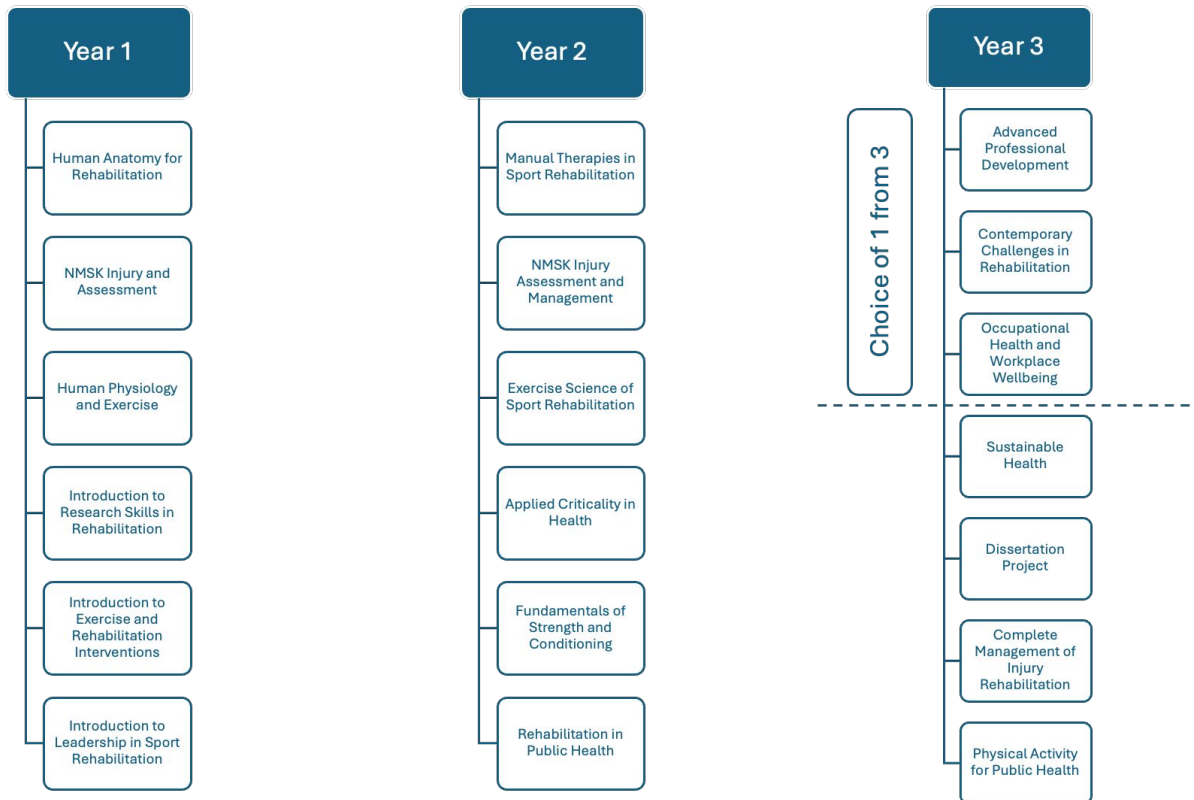 Year 1
Human Anatomy for
Rehabilitation
NMSK Injury and
Assessment
Human Physiology
and Exercise
Introduction to
Research Skills in
Rehabilitation
Introduction to
Exercise and
Rehabilitation
Interventions
Introduction to
Leadership in Sport
Rehabilitation
Year 2
Manual Therapies in
Sport Rehabilitation
NMSK Injury
Assessment and
Management
Exercise Science of
Sport Rehabilitation
Applied Criticality in
Health
Fundamentals of
Strength and
Conditioning
Rehabilitation in
Public Health
Year 3
Choice of 1 from 3
Advanced
Professional
Development
Contemporary
Challenges in
Rehabilitation
Occupational
Health and
Workplace
Wellbeing
Sustainable
Health
Dissertation
Project
Complete
Management of
Injury
Rehabilitation
Physical Activity
for Public Health